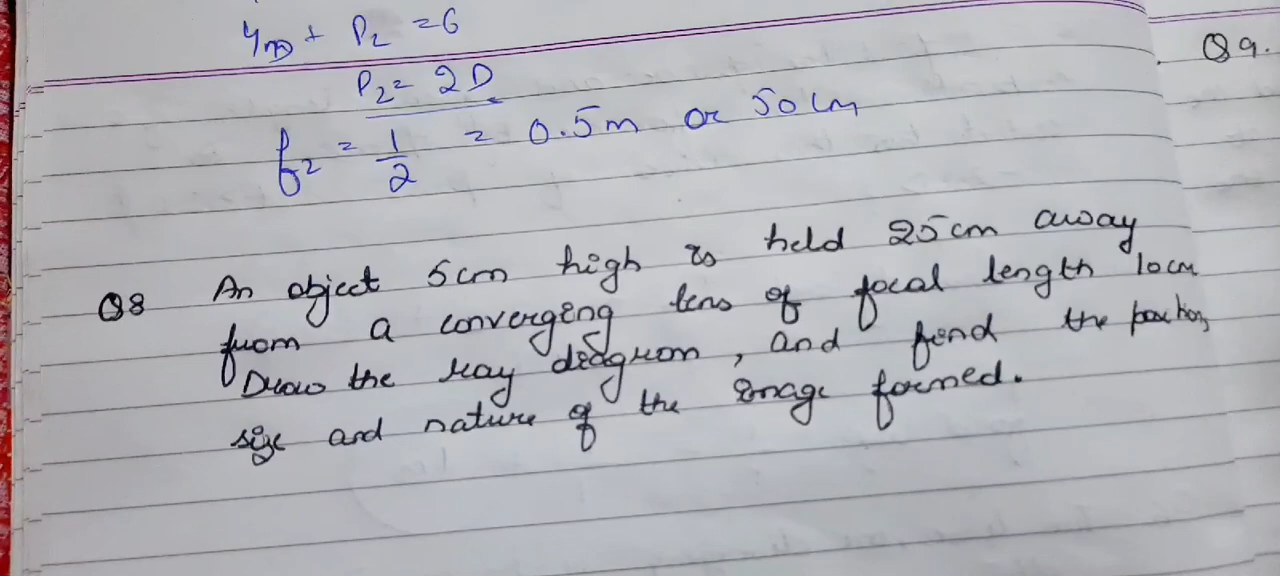 4D + P2 = 6
P2 = 2D
f2 = 1/2 = 0.5m or 50cm
Q9.
Q8 An object 5cm high is held 25cm away
from a converging lens of focal length 10cm
Draw the ray diagram, and find the position,
size and nature of the image formed.